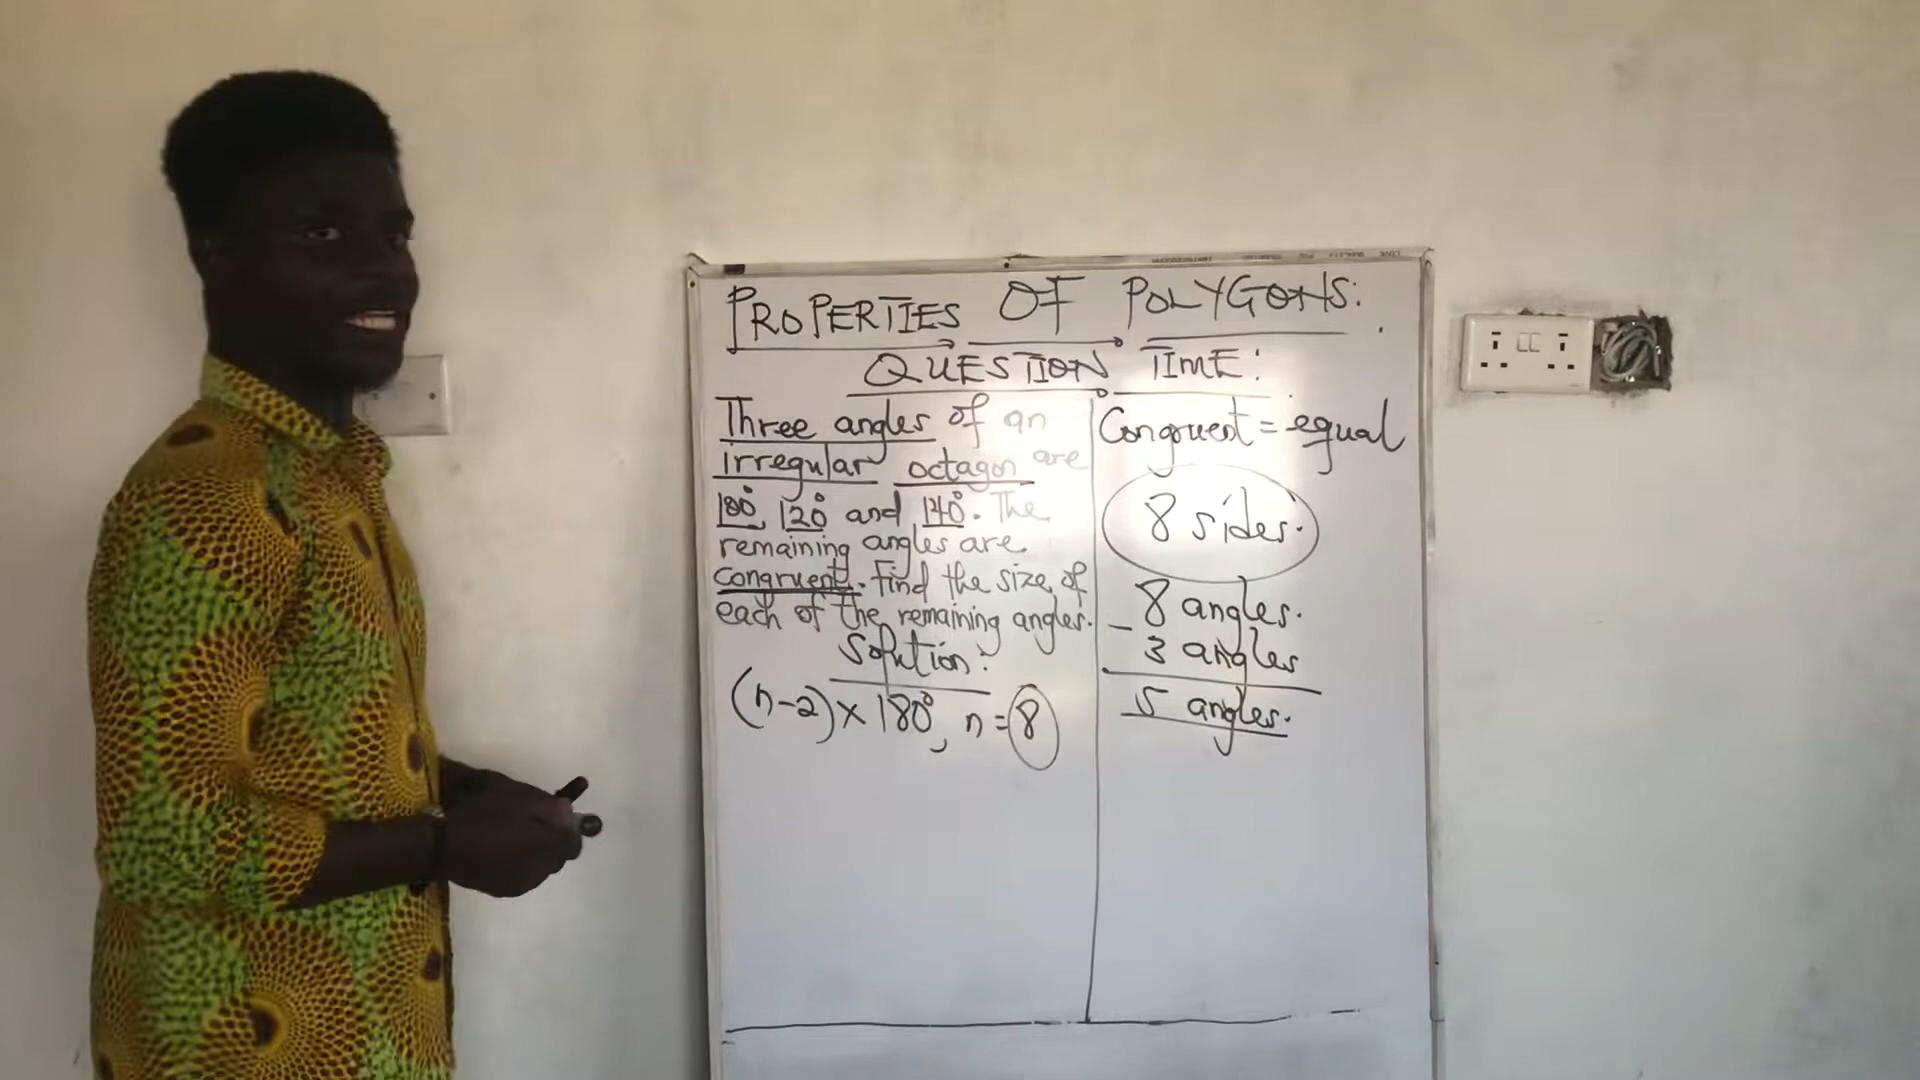 PROPERTIES OF POLYGONS:
QUESTION TIME:
Three angles of an
irregular octagon are
100°, 120° and 140°. The
remaining angles are
congruent. Find the size of
each of the remaining angles.
Solution:
(n-2) × 180°, n = 8
Congruent = equal
8 sides.
8 angles.
- 3 angles
5 angles.